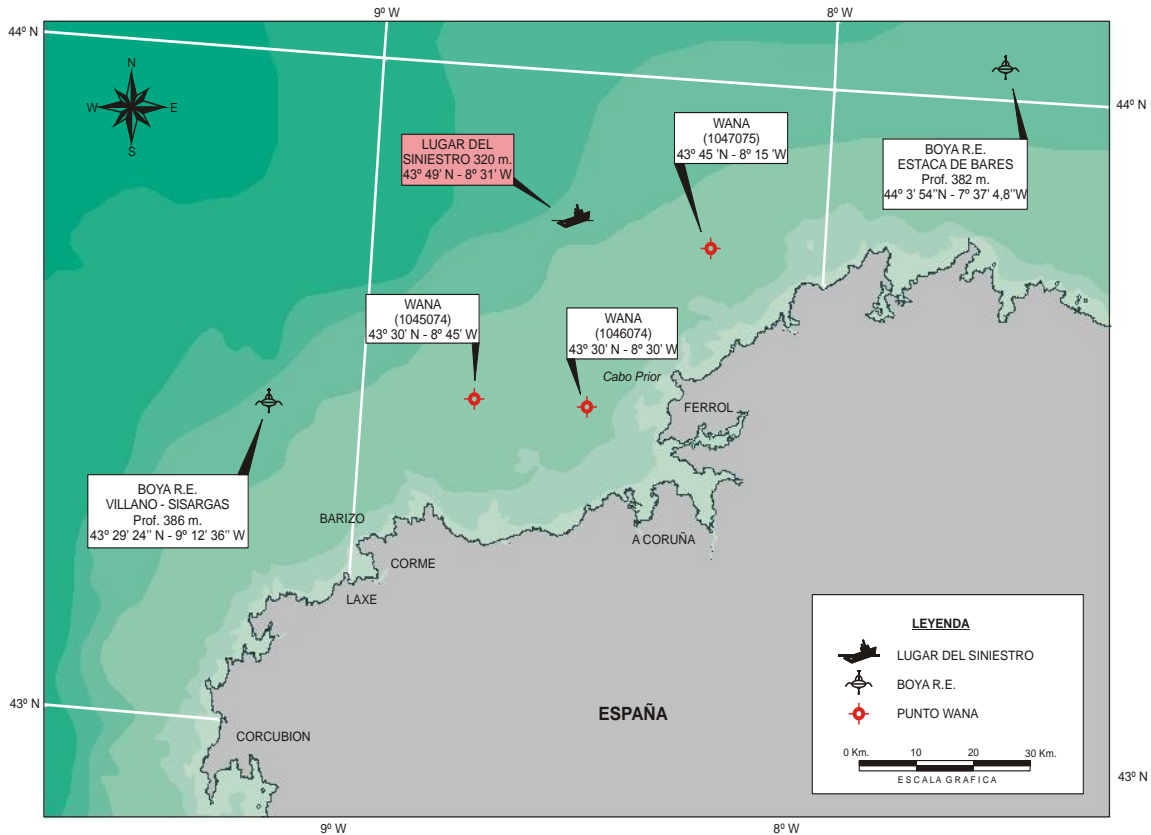 9º W
8º W
44º N
N
W
E
S
LUGAR DEL
SINIESTRO 320 m.
43º 49' N - 8º 31' W
WANA
(1047075)
43º 45 'N - 8º 15 'W
44º N
BOYA R.E.
ESTACA DE BARES
Prof. 382 m.
44º 3' 54''N - 7º 37' 4,8''W
WANA
(1045074)
43º 30' N - 8º 45' W
WANA
(1046074)
43º 30' N - 8º 30' W
Cabo Prior
FERROL
BOYA R.E.
VILLANO - SISARGAS
Prof. 386 m.
43º 29' 24'' N - 9º 12' 36'' W
BARIZO
A CORUÑA
CORME
LAXE
43º N
ESPAÑA
CORCUBION
LEYENDA
LUGAR DEL SINIESTRO
BOYA R.E.
PUNTO WANA
0 Km. 10 20 30 Km.
ESCALA GRAFICA
43º N
9º W
8º W